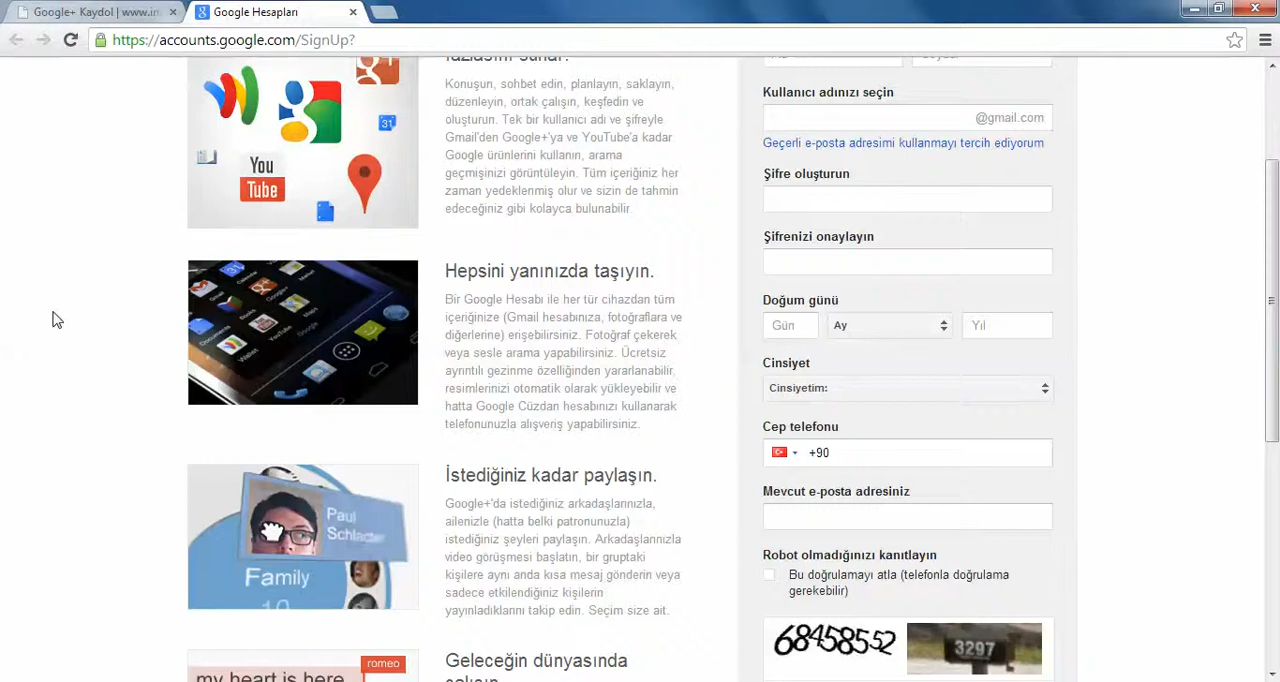 Google+ Kaydol | www.in
Google Hesapları
https://accounts.google.com/SignUp?
fazlasını sunar.
Konuşun, sohbet edin, planlayın, saklayın,
düzenleyin, ortak çalışın, keşfedin ve
oluşturun. Tek bir kullanıcı adı ve şifreyle
Gmail'den Google+'ya ve YouTube'a kadar
Google ürünlerini kullanın, arama
geçmişinizi görüntüleyin. Tüm içeriğiniz her
zaman yedeklenmiş olur ve sizin de tahmin
edeceğiniz gibi kolayca bulunabilir.
31
You
Tube
Hepsini yanınızda taşıyın.
Bir Google Hesabı ile her tür cihazdan tüm
içeriğinize (Gmail hesabınıza, fotoğraflara ve
diğerlerine) erişebilirsiniz. Fotoğraf çekerek
veya sesle arama yapabilirsiniz. Ücretsiz
ayrıntılı gezinme özelliğinden yararlanabilir,
resimlerinizi otomatik olarak yükleyebilir ve
hatta Google Cüzdan hesabınızı kullanarak
telefonunuzla alışveriş yapabilirsiniz.
İstediğiniz kadar paylaşın.
Google+'da istediğiniz arkadaşlarınızla,
ailenizle (hatta belki patronunuzla)
istediğiniz şeyleri paylaşın. Arkadaşlarınızla
video görüşmesi başlatın, bir gruptaki
kişilere aynı anda kısa mesaj gönderin veya
sadece etkilendiğiniz kişilerin
yayınladıklarını takip edin. Seçim size ait.
Paul
Schlacter
Family
10
Geleceğin dünyasında
çalışın.
romeo
my heart is here
Kullanıcı adınızı seçin
@gmail.com
Geçerli e-posta adresimi kullanmayı tercih ediyorum
Şifre oluşturun
Şifrenizi onaylayın
Doğum günü
Gün
Ay
Yıl
Cinsiyet
Cinsiyetim:
Cep telefonu
+90
Mevcut e-posta adresiniz
Robot olmadığınızı kanıtlayın
Bu doğrulamayı atla (telefonla doğrulama
gerekebilir)
68458552
3297